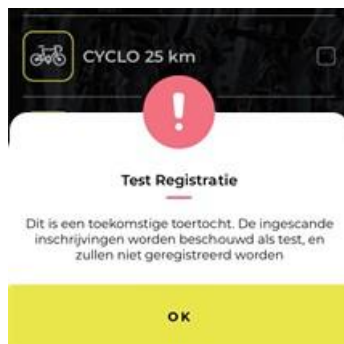 CYCLO 25 km
!
Test Registratie
Dit is een toekomstige toertocht. De ingescande
inschrijvingen worden beschouwd als test, en
zullen niet geregistreerd worden
OK